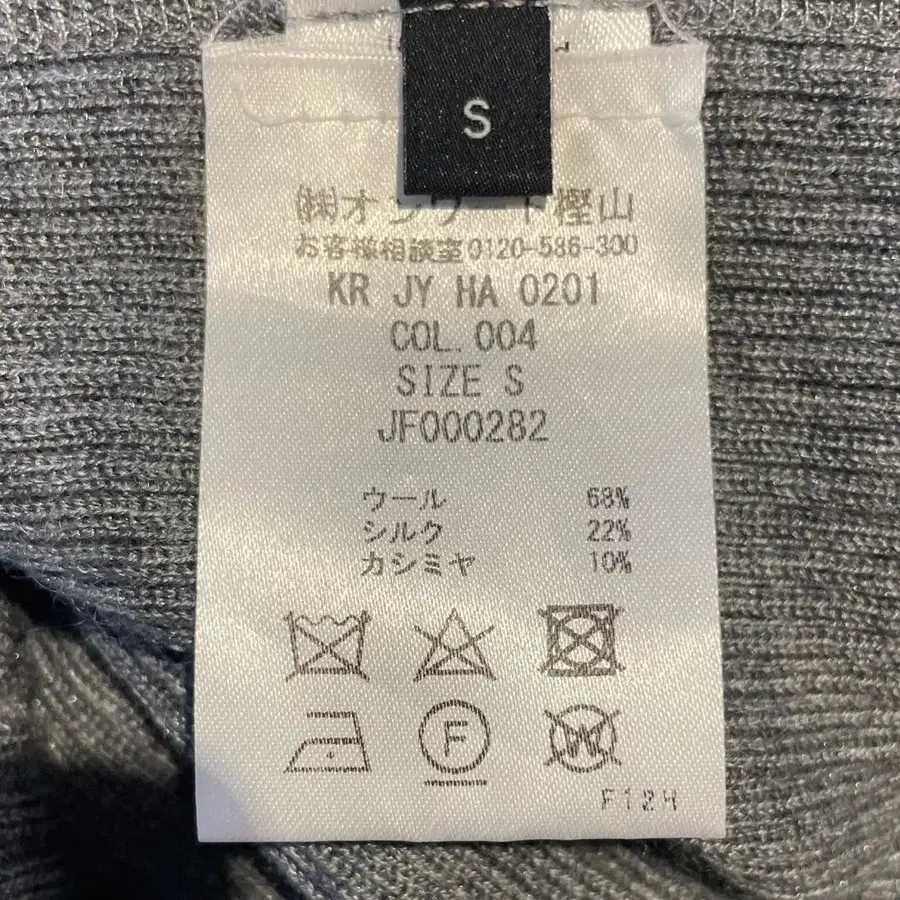 S
㈱オンワード樫山
お客様相談室0120-586-300
KR JY HA 0201
COL.004
SIZE S
JF000282
ウール 68%
シルク 22%
カシミヤ 10%
F
W
F124